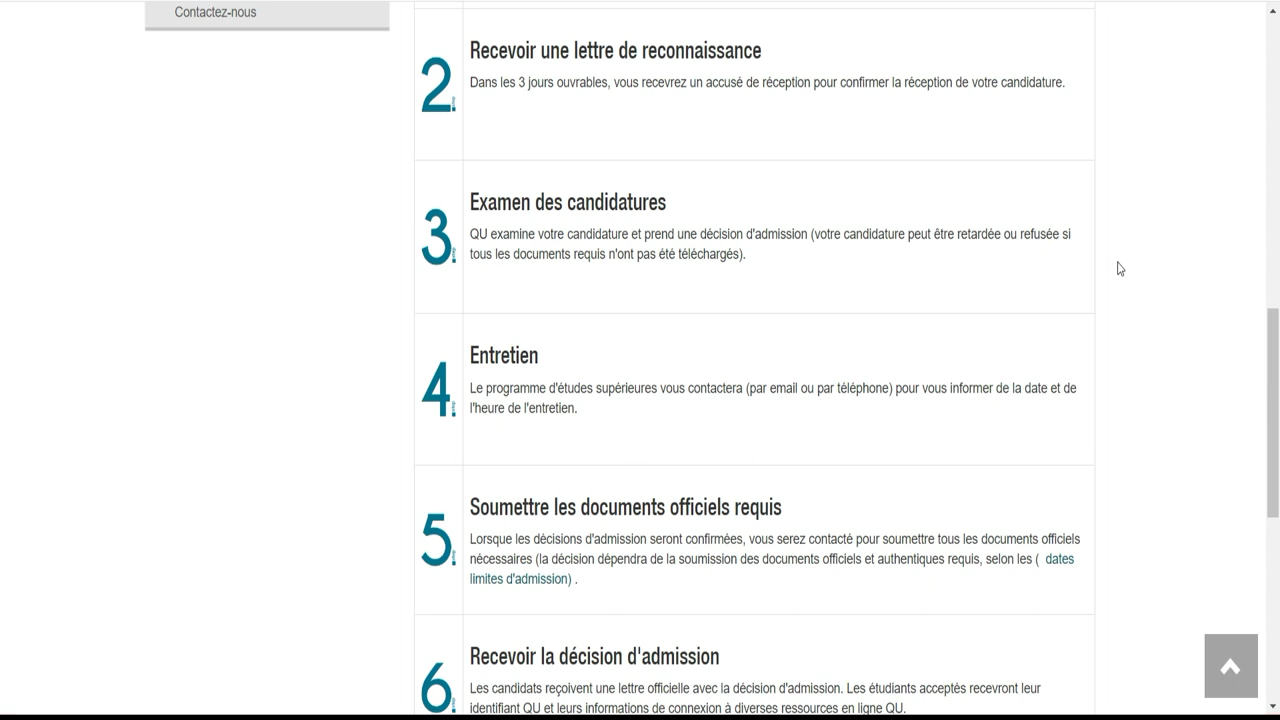 Contactez-nous
2
Recevoir une lettre de reconnaissance
Dans les 3 jours ouvrables, vous recevrez un accusé de réception pour confirmer la réception de votre candidature.
3
Examen des candidatures
QU examine votre candidature et prend une décision d'admission (votre candidature peut être retardée ou refusée si
tous les documents requis n'ont pas été téléchargés).
4
Entretien
Le programme d'études supérieures vous contactera (par email ou par téléphone) pour vous informer de la date et de
l'heure de l'entretien.
5
Soumettre les documents officiels requis
Lorsque les décisions d'admission seront confirmées, vous serez contacté pour soumettre tous les documents officiels
nécessaires (la décision dépendra de la soumission des documents officiels et authentiques requis, selon les ( dates
limites d'admission) .
6
Recevoir la décision d'admission
Les candidats reçoivent une lettre officielle avec la décision d'admission. Les étudiants acceptés recevront leur
identifiant QU et leurs informations de connexion à diverses ressources en ligne QU.